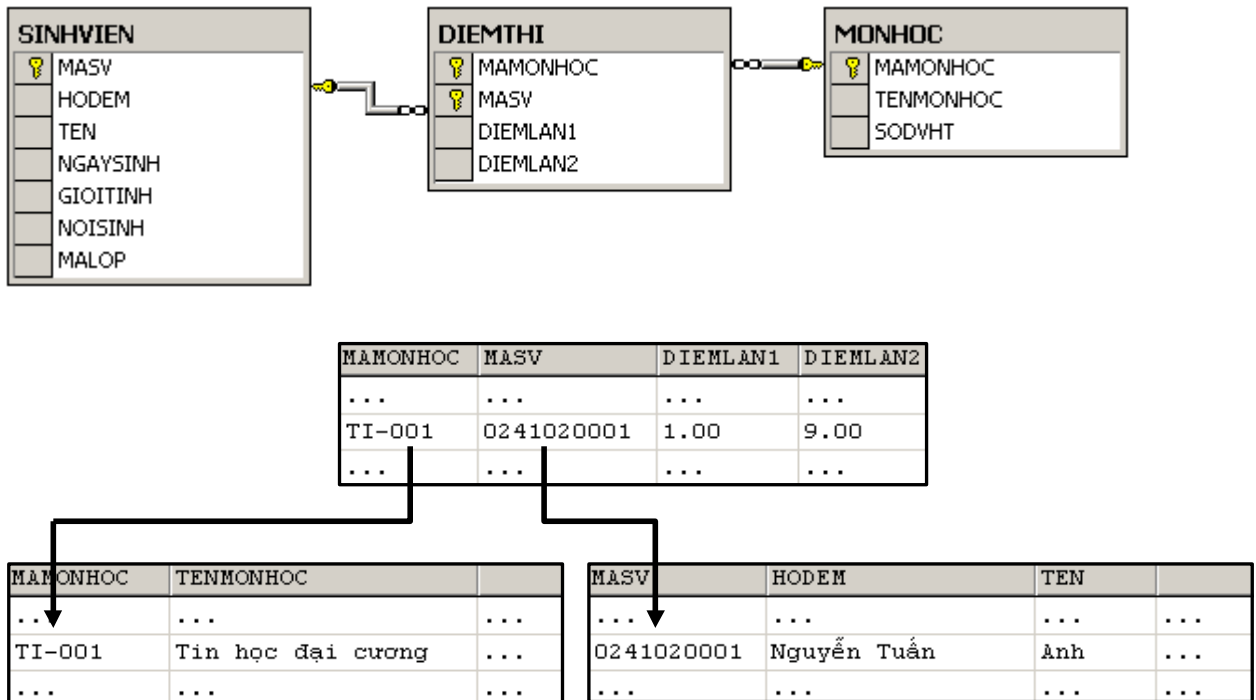 SINHVIEN
MASV
HODEM
TEN
NGAYSINH
GIOITINH
NOISINH
MALOP
DIEMTHI
MAMONHOC
MASV
DIEMLAN1
DIEMLAN2
MONHOC
MAMONHOC
TENMONHOC
SODVHT
MAMONHOC MASV DIEMLAN1 DIEMLAN2
... ... ... ...
TI-001 0241020001 1.00 9.00
... ... ... ...
MAMONHOC TENMONHOC
... ... ...
TI-001 Tin học đại cương ...
... ... ...
MASV HODEM TEN
... ... ... ...
0241020001 Nguyễn Tuấn Anh ...
... ... ... ...